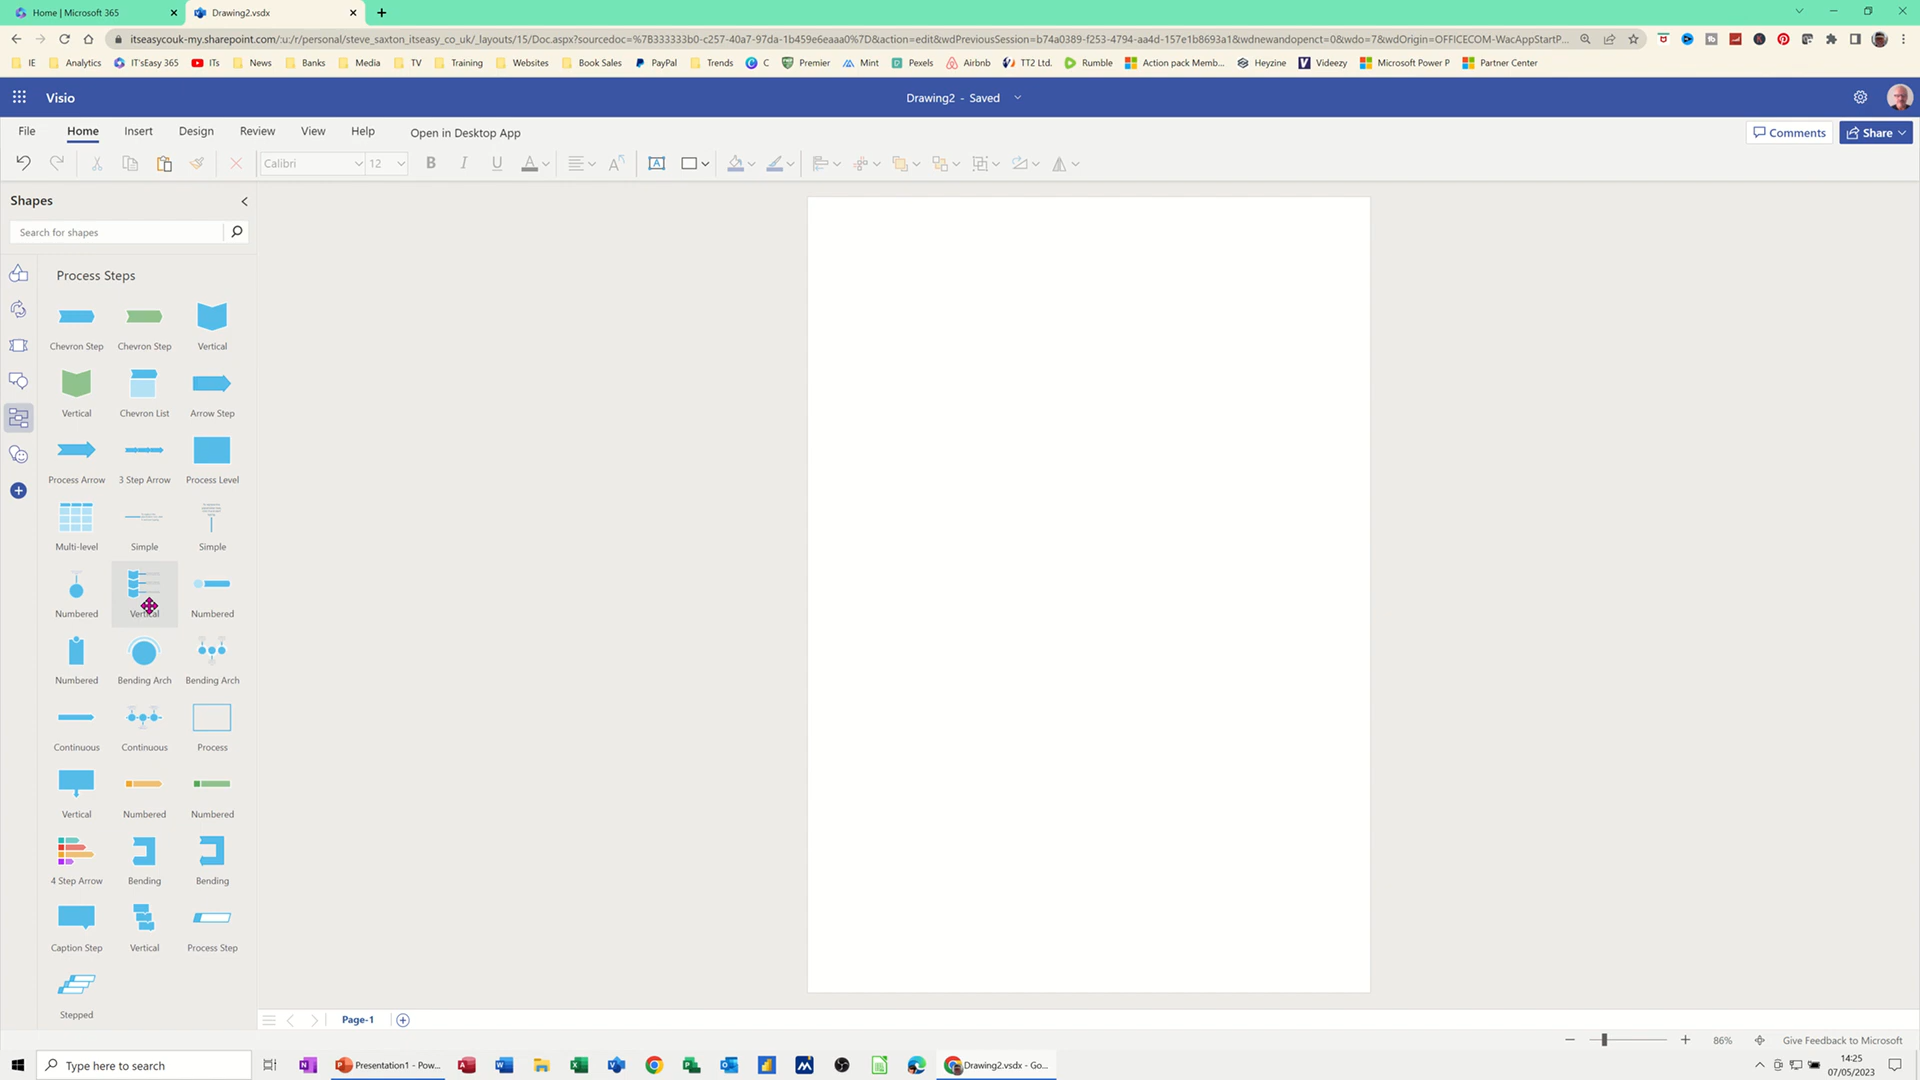 Home | Microsoft 365
Drawing2.vsdx
itseasycouk-my.sharepoint.com/:u:/r/personal/steve_saxton_itseasy_co_uk/_layouts/15/Doc.aspx?sourcedoc=%7B333333b0-c257-40a7-97da-1b459e6eaaa0%7D&action=edit&wdPreviousSession=b74a0389-f253-4794-aa4d-157e1b8693a1&wdnewandopenct=0&wdo=7&wdOrigin=OFFICECOM-WacAppStartP...
IE Analytics IT'sEasy 365 ITs News Banks Media TV Training Websites Book Sales PayPal Trends C Premier Mint Pexels Airbnb TT2 Ltd. Rumble Action pack Memb... Heyzine Videezy Microsoft Power P Partner Center
Visio
Drawing2 - Saved
File Home Insert Design Review View Help Open in Desktop App
Comments Share
Calibri 12 B I U A
Shapes
Search for shapes
Process Steps
Chevron Step Chevron Step Vertical
Vertical Chevron List Arrow Step
Process Arrow 3 Step Arrow Process Level
Multi-level Simple Simple
Numbered Vertical Numbered
Numbered Bending Arch Bending Arch
Continuous Continuous Process
Vertical Numbered Numbered
4 Step Arrow Bending Bending
Caption Step Vertical Process Step
Stepped
Page-1
86% Give Feedback to Microsoft
Type here to search
Presentation1 - Pow...
Drawing2.vsdx - Go...
14:25
07/05/2023